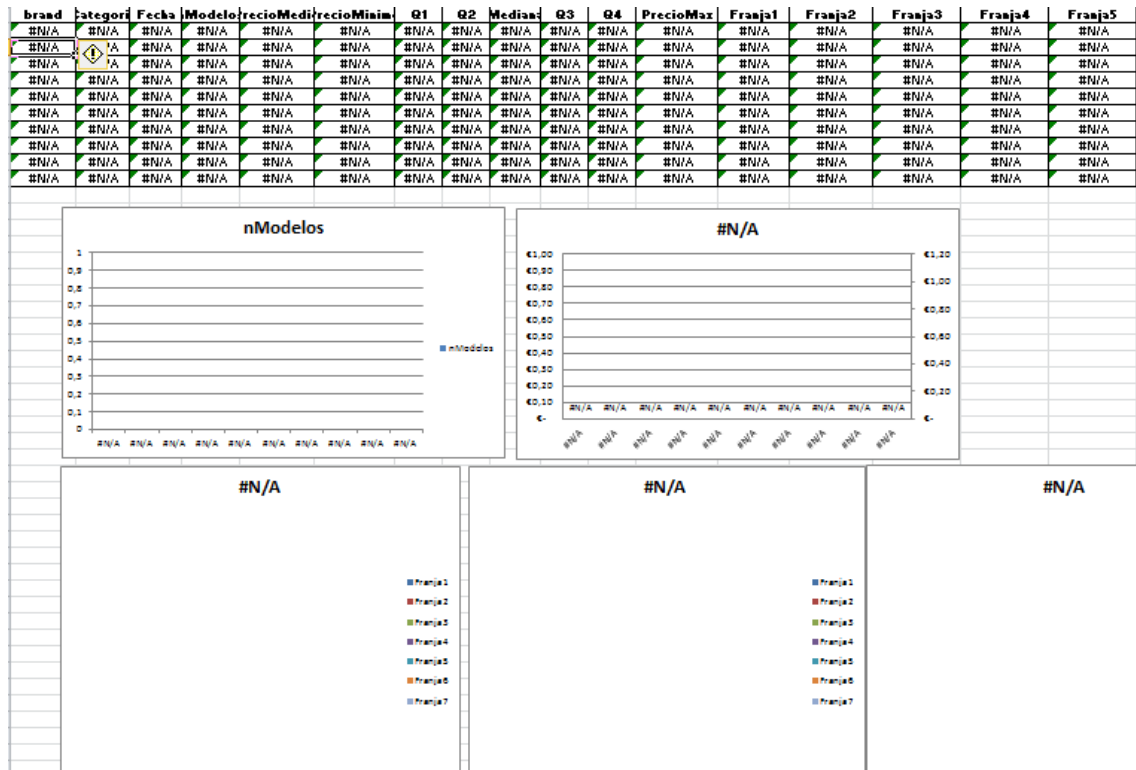 brand Categori Fecha Modelo PrecioMedi PrecioMinim Q1 Q2 Mediana Q3 Q4 PrecioMax Franja1 Franja2 Franja3 Franja4 Franja5
#N/A #N/A #N/A #N/A #N/A #N/A #N/A #N/A #N/A #N/A #N/A #N/A #N/A #N/A #N/A #N/A #N/A
#N/A /A #N/A #N/A #N/A #N/A #N/A #N/A #N/A #N/A #N/A #N/A #N/A #N/A #N/A #N/A #N/A
#N/A /A #N/A #N/A #N/A #N/A #N/A #N/A #N/A #N/A #N/A #N/A #N/A #N/A #N/A #N/A #N/A
#N/A #N/A #N/A #N/A #N/A #N/A #N/A #N/A #N/A #N/A #N/A #N/A #N/A #N/A #N/A #N/A #N/A
#N/A #N/A #N/A #N/A #N/A #N/A #N/A #N/A #N/A #N/A #N/A #N/A #N/A #N/A #N/A #N/A #N/A
#N/A #N/A #N/A #N/A #N/A #N/A #N/A #N/A #N/A #N/A #N/A #N/A #N/A #N/A #N/A #N/A #N/A
#N/A #N/A #N/A #N/A #N/A #N/A #N/A #N/A #N/A #N/A #N/A #N/A #N/A #N/A #N/A #N/A #N/A
#N/A #N/A #N/A #N/A #N/A #N/A #N/A #N/A #N/A #N/A #N/A #N/A #N/A #N/A #N/A #N/A #N/A
#N/A #N/A #N/A #N/A #N/A #N/A #N/A #N/A #N/A #N/A #N/A #N/A #N/A #N/A #N/A #N/A #N/A
#N/A #N/A #N/A #N/A #N/A #N/A #N/A #N/A #N/A #N/A #N/A #N/A #N/A #N/A #N/A #N/A #N/A
nModelos
1
0,9
0,8
0,7
0,6
0,5
0,4
0,3
0,2
0,1
0
#N/A #N/A #N/A #N/A #N/A #N/A #N/A #N/A #N/A #N/A
nModelos
#N/A
€1,00
€0,90
€0,80
€0,70
€0,60
€0,50
€0,40
€0,30
€0,20
€0,10
€-
€1,20
€1,00
€0,80
€0,60
€0,40
€0,20
€-
#N/A #N/A #N/A #N/A #N/A #N/A #N/A #N/A #N/A #N/A
#N/A #N/A #N/A #N/A #N/A #N/A #N/A #N/A #N/A #N/A
#N/A
Franja1
Franja2
Franja3
Franja4
Franja5
Franja6
Franja7
#N/A
Franja1
Franja2
Franja3
Franja4
Franja5
Franja6
Franja7
#N/A